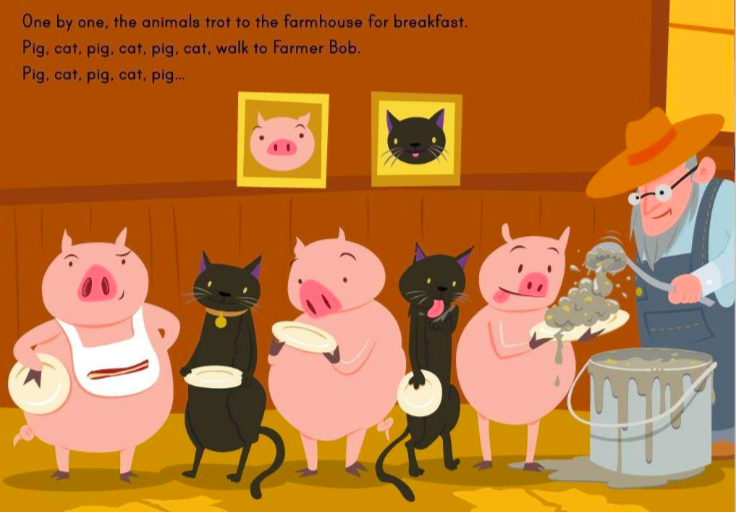 One by one, the animals trot to the farmhouse for breakfast.
Pig, cat, pig, cat, pig, cat, walk to Farmer Bob.
Pig, cat, pig, cat, pig...